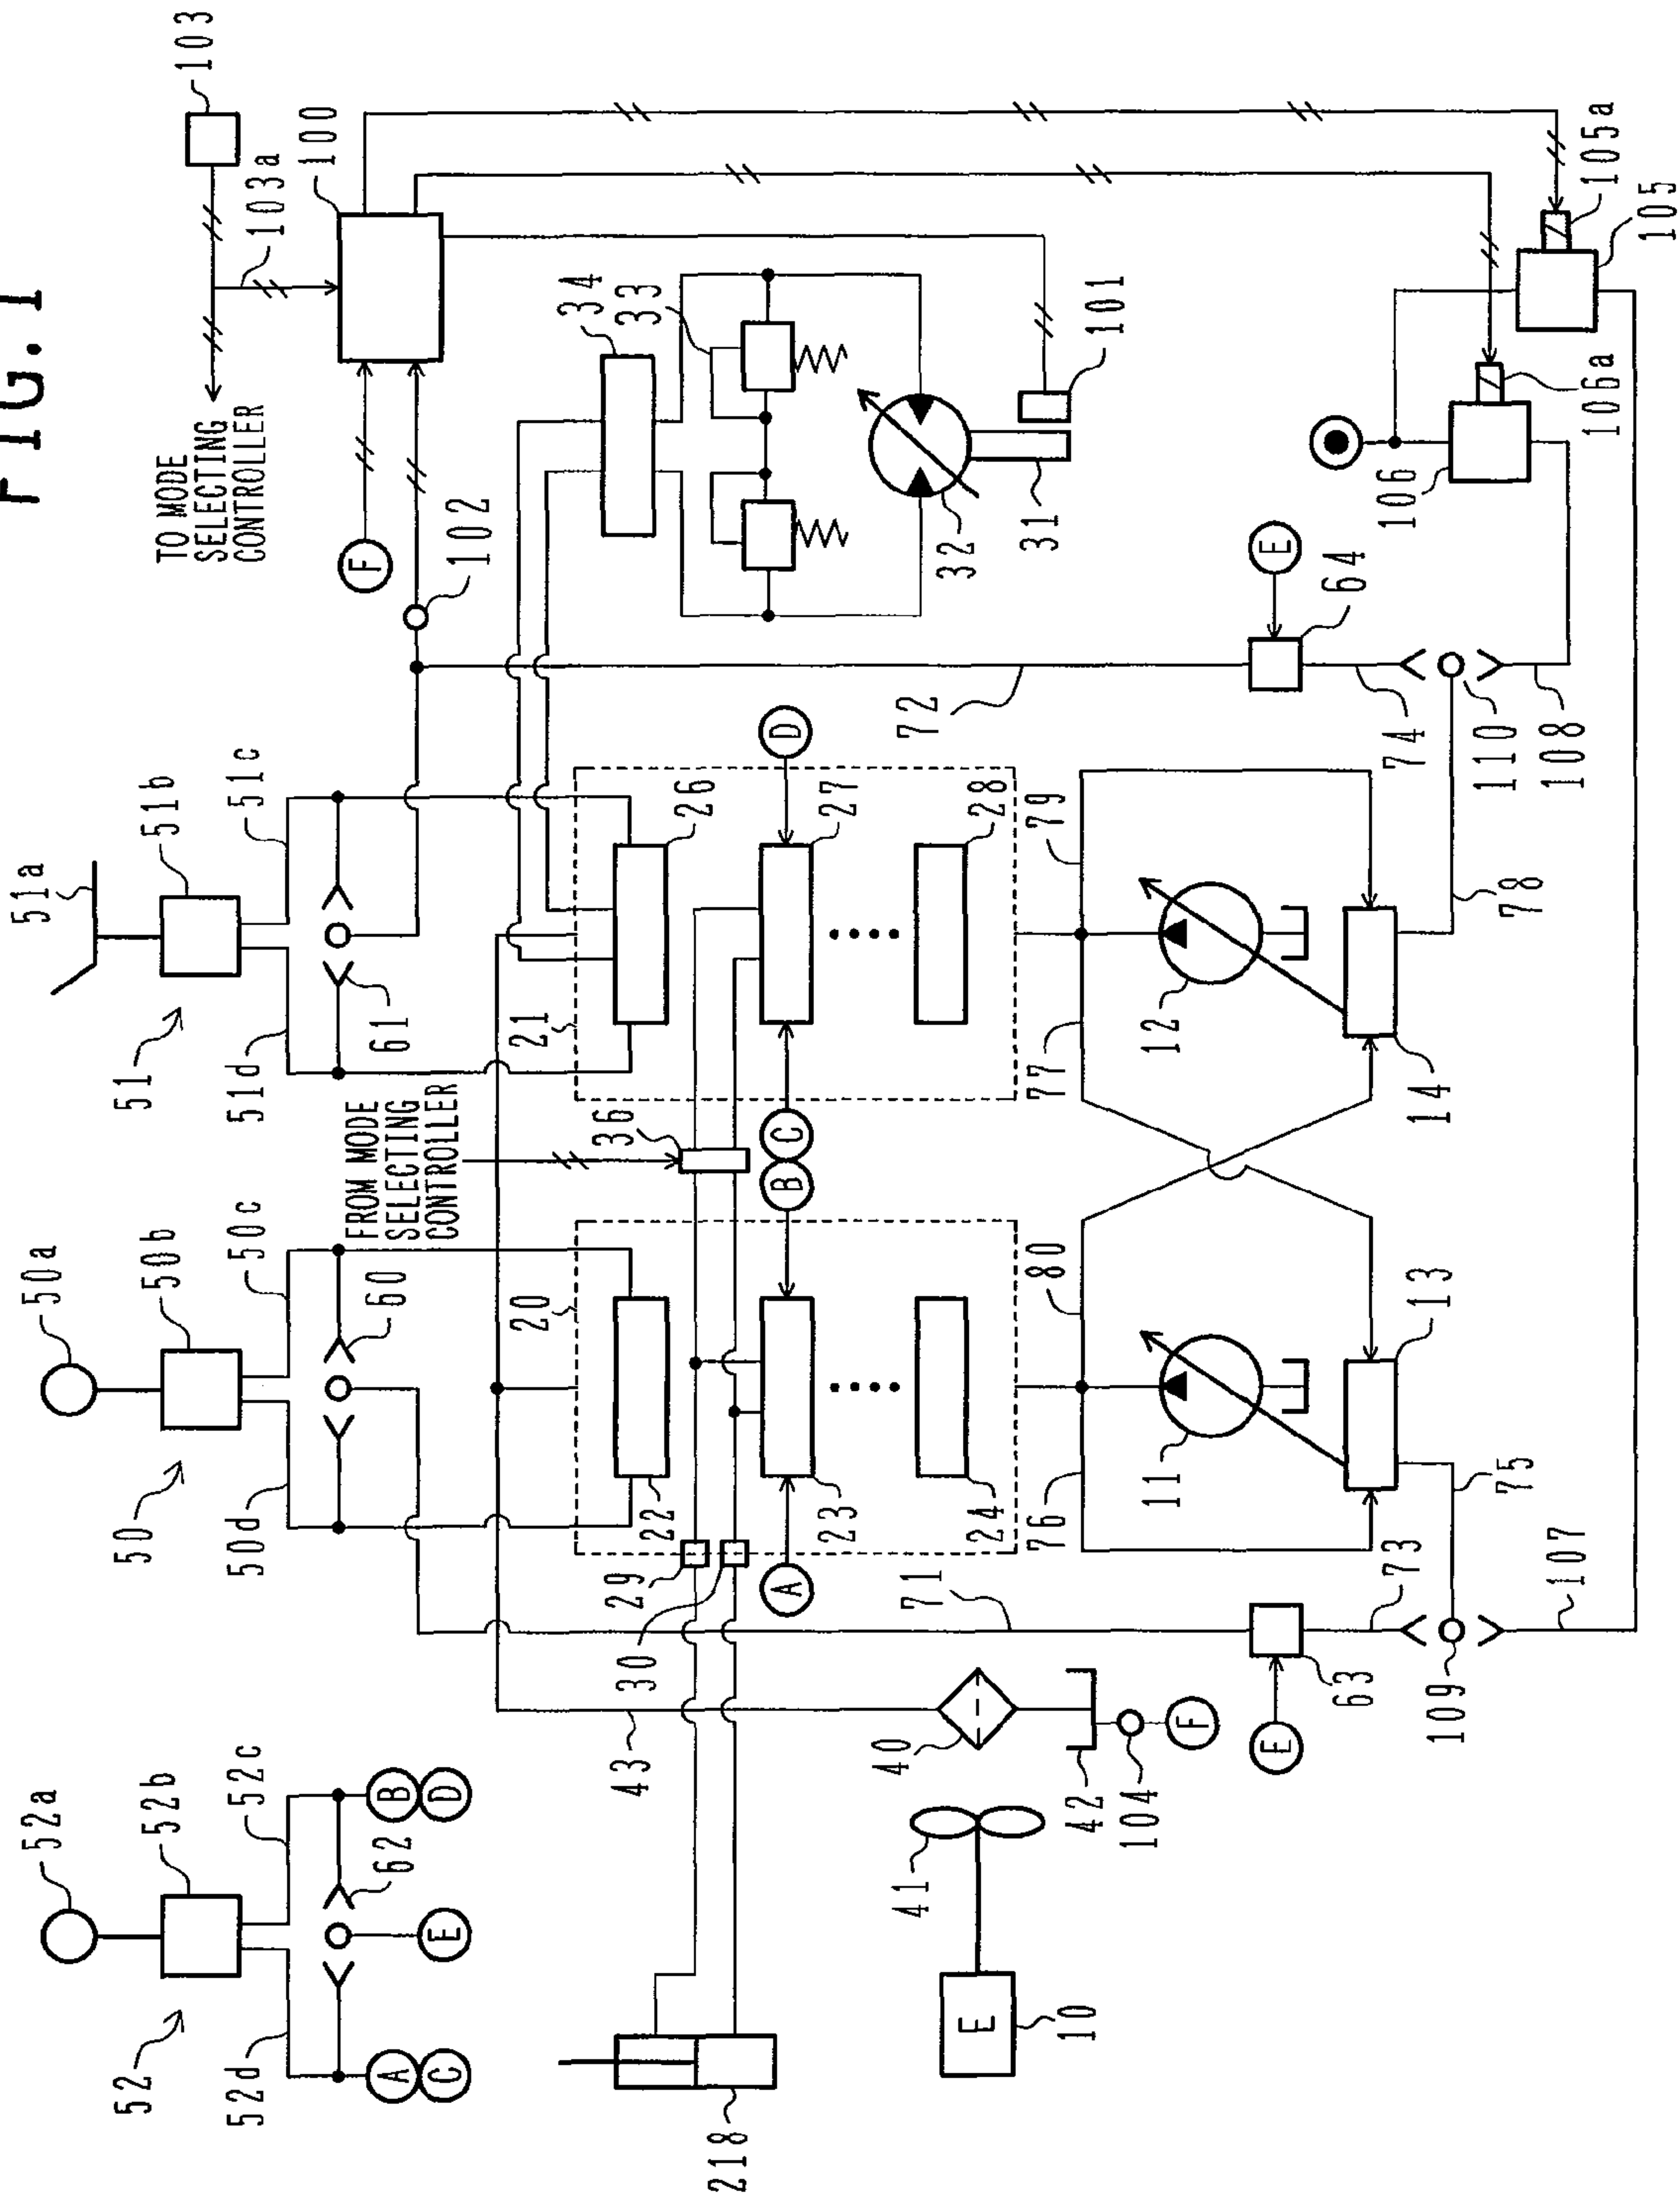 FIG. 1
103
TO MODE
SELECTING
CONTROLLER
103a
100
F
102
34
33
101
105a
105
106a
106
31
32
E
64
74
110
108
72
78
51a
51b
51c
51
51d
61
21
26
27
28
D
79
77
12
14
FROM MODE
SELECTING
CONTROLLER
36
C
B
50a
50b
50c
50
50d
60
20
22
23
24
80
76
11
13
75
73
107
29
30
A
71
63
109
E
43
40
42
104
F
52a
52b
52c
52
52d
62
B
D
E
A
C
41
E
10
218